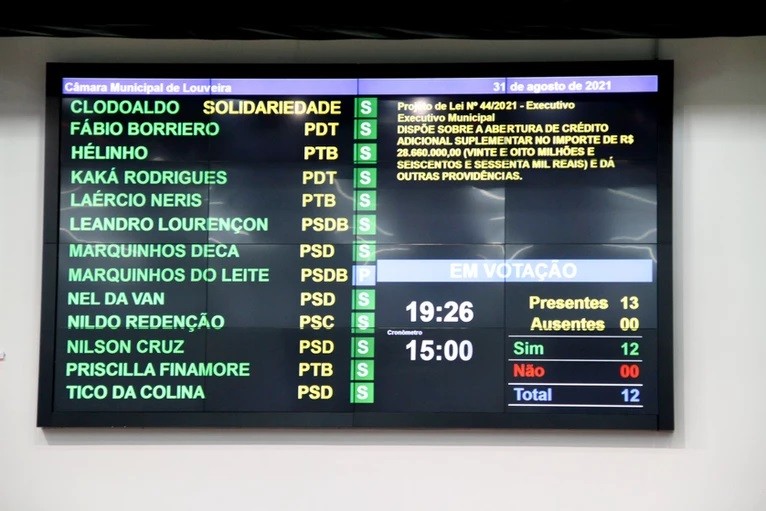 Câmara Municipal de Louveira 31 de agosto de 2021
CLODOALDO SOLIDARIEDADE S
FÁBIO BORRIERO PDT S
HÉLINHO PTB S
KAKÁ RODRIGUES PDT S
LAÉRCIO NERIS PTB S
LEANDRO LOURENÇON PSDB S
MARQUINHOS DECA PSD S
MARQUINHOS DO LEITE PSDB P
NEL DA VAN PSD S
NILDO REDENÇÃO PSC S
NILSON CRUZ PSD S
PRISCILLA FINAMORE PTB S
TICO DA COLINA PSD S
Projeto de Lei Nº 44/2021 - Executivo
Executivo Municipal
DISPÕE SOBRE A ABERTURA DE CRÉDITO
ADICIONAL SUPLEMENTAR NO IMPORTE DE R$
28.660.000,00 (VINTE E OITO MILHÕES E
SEISCENTOS E SESSENTA MIL REAIS) E DÁ
OUTRAS PROVIDÊNCIAS.
EM VOTAÇÃO
19:26
Cronômetro
15:00
Presentes 13
Ausentes 00
Sim 12
Não 00
Total 12